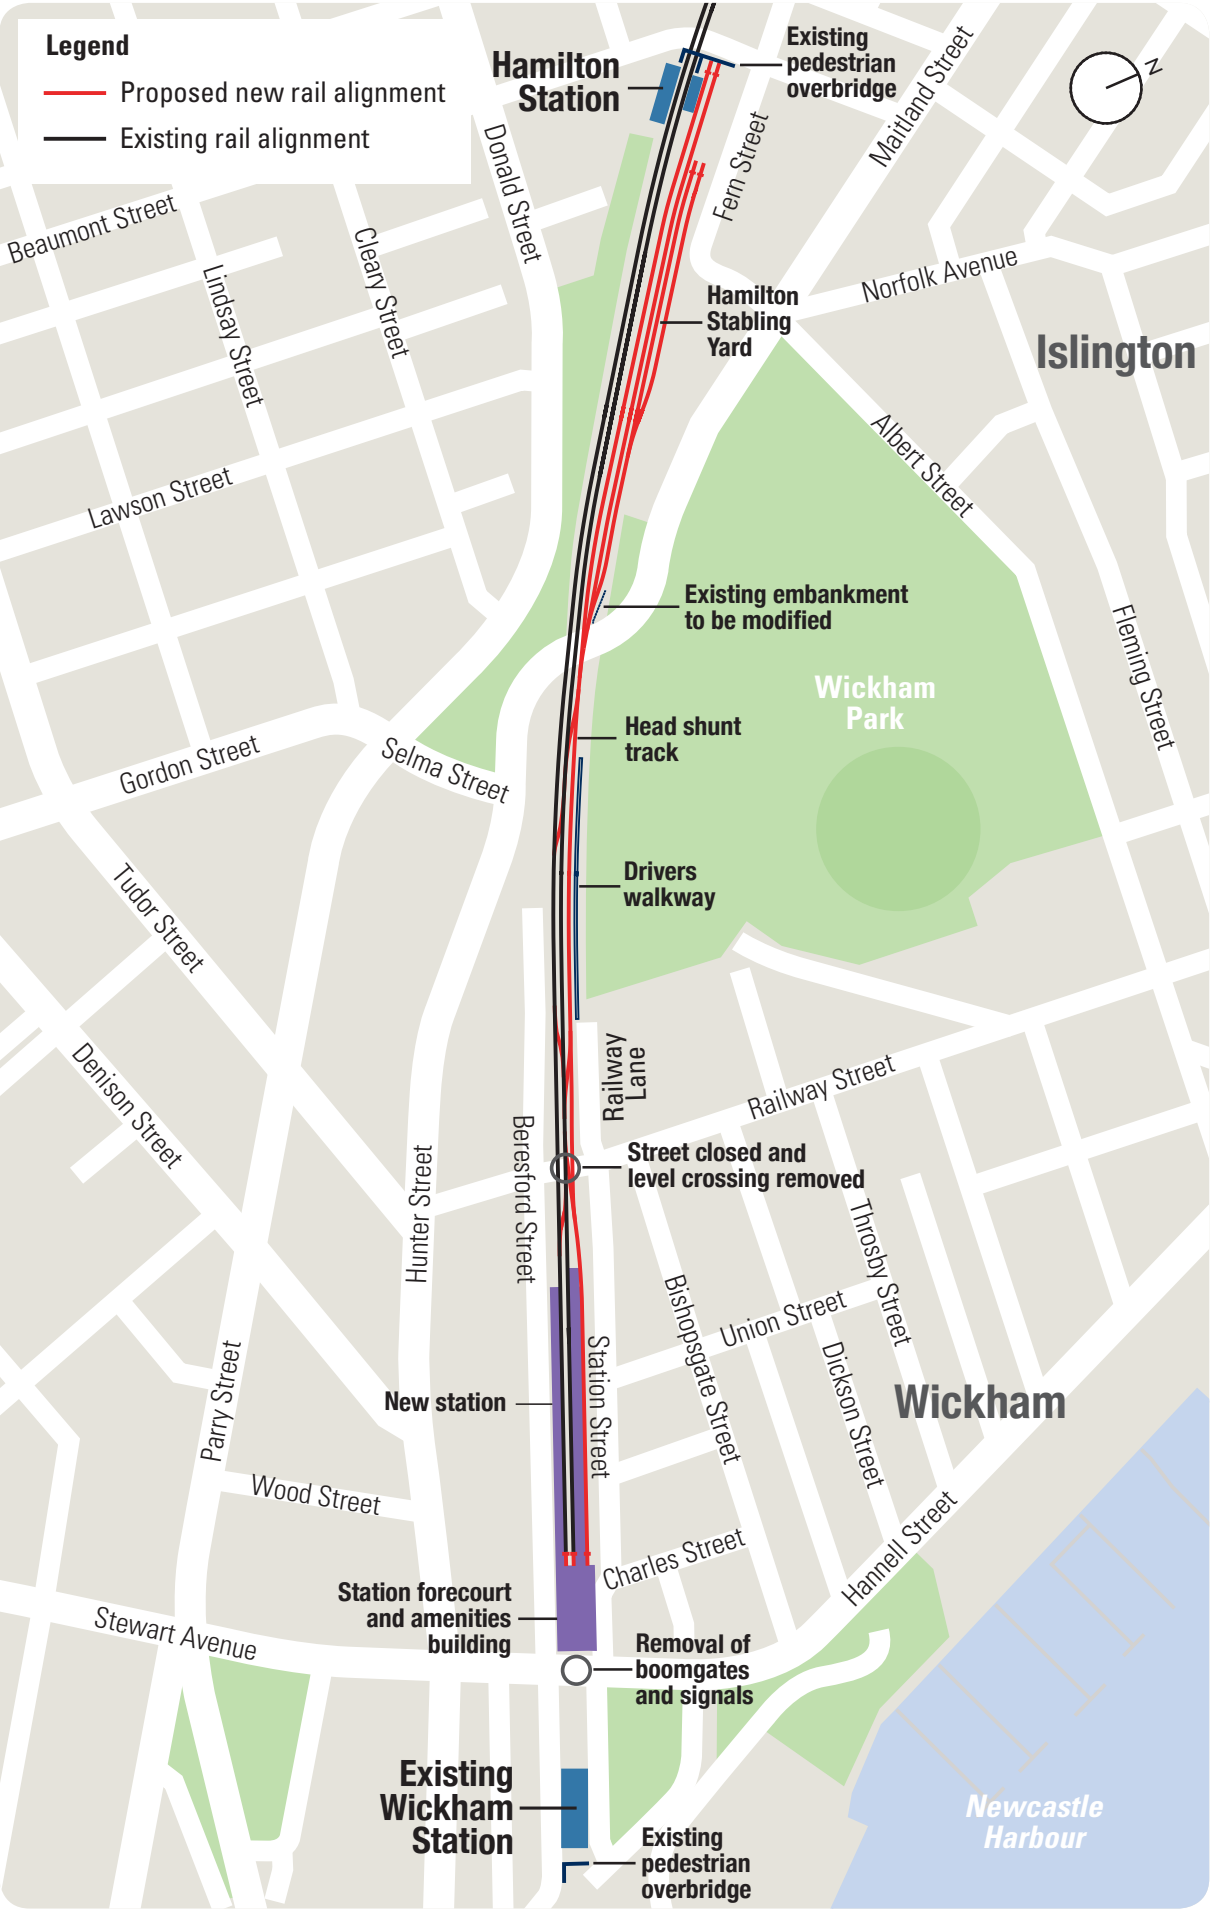 Legend
Proposed new rail alignment
Existing rail alignment
Hamilton
Station
Existing
pedestrian
overbridge
N
Maitland Street
Donald Street
Fern Street
Beaumont Street
Cleary Street
Lindsay Street
Norfolk Avenue
Hamilton
Stabling
Yard
Islington
Albert Street
Lawson Street
Existing embankment
to be modified
Fleming Street
Wickham
Park
Head shunt
track
Gordon Street
Selma Street
Drivers
walkway
Tudor Street
Railway
Lane
Denison Street
Railway Street
Beresford Street
Hunter Street
Street closed and
level crossing removed
Throsby Street
Bishopsgate Street
Union Street
Station Street
Dickson Street
Parry Street
New station
Wickham
Wood Street
Hannell Street
Charles Street
Station forecourt
and amenities
building
Stewart Avenue
Removal of
boomgates
and signals
Existing
Wickham
Station
Newcastle
Harbour
Existing
pedestrian
overbridge